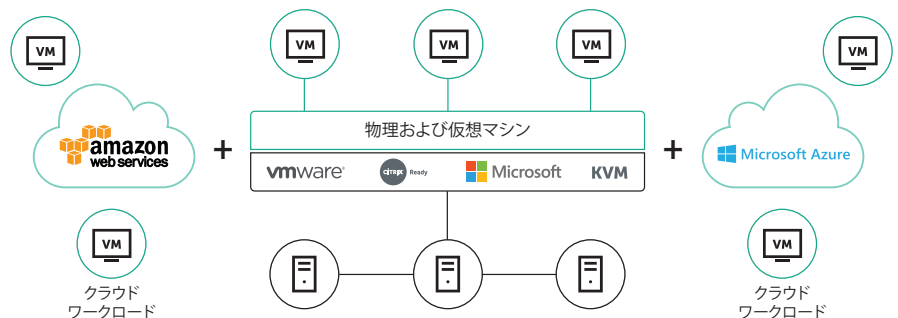 VM
VM
VM
VM
VM
amazon
web services
+
物理および仮想マシン
+
vmware®
CITRIX Ready
Microsoft
KVM
Microsoft Azure
VM
クラウド
ワークロード
VM
クラウド
ワークロード